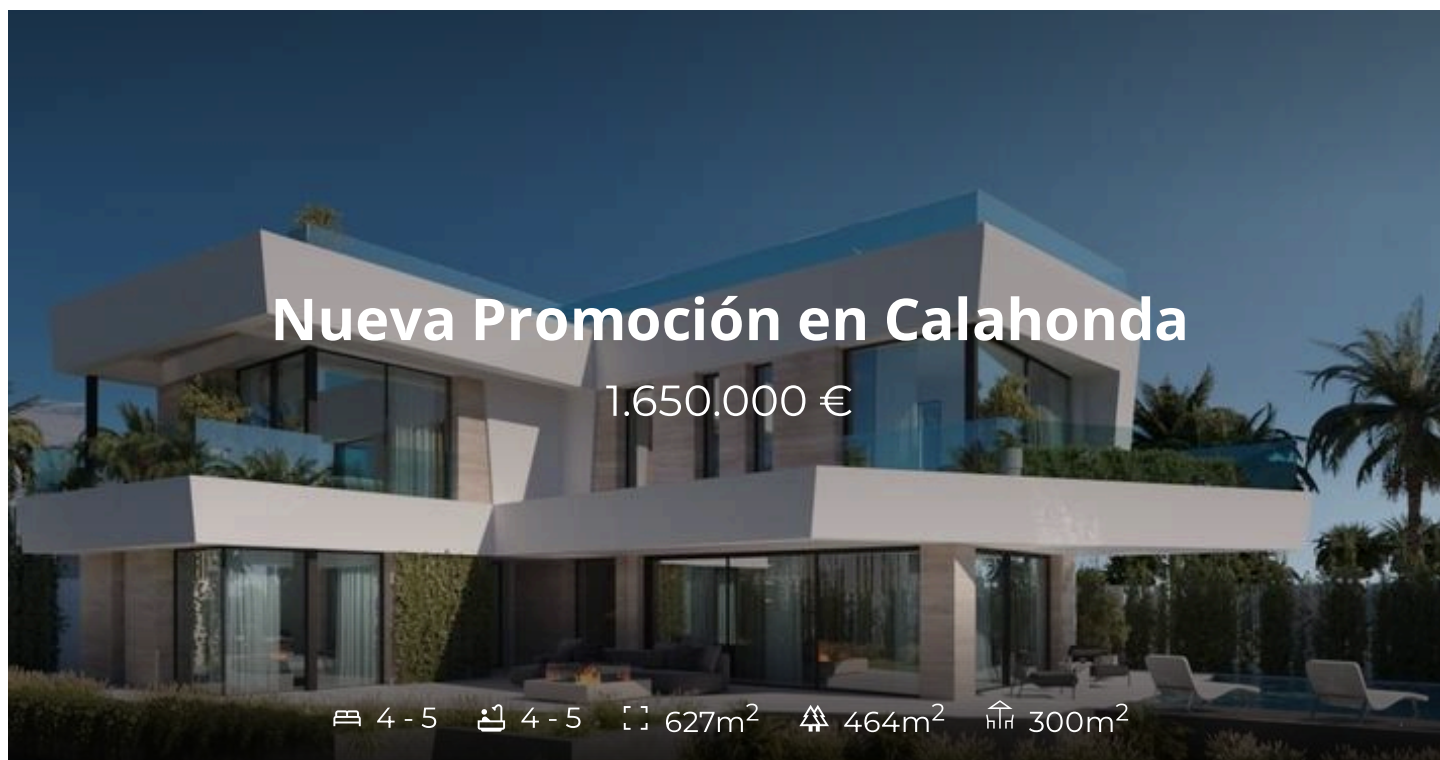 Nueva Promoción en Calahonda
1.650.000 €
4 - 5 4 - 5 627m² 464m² 300m²